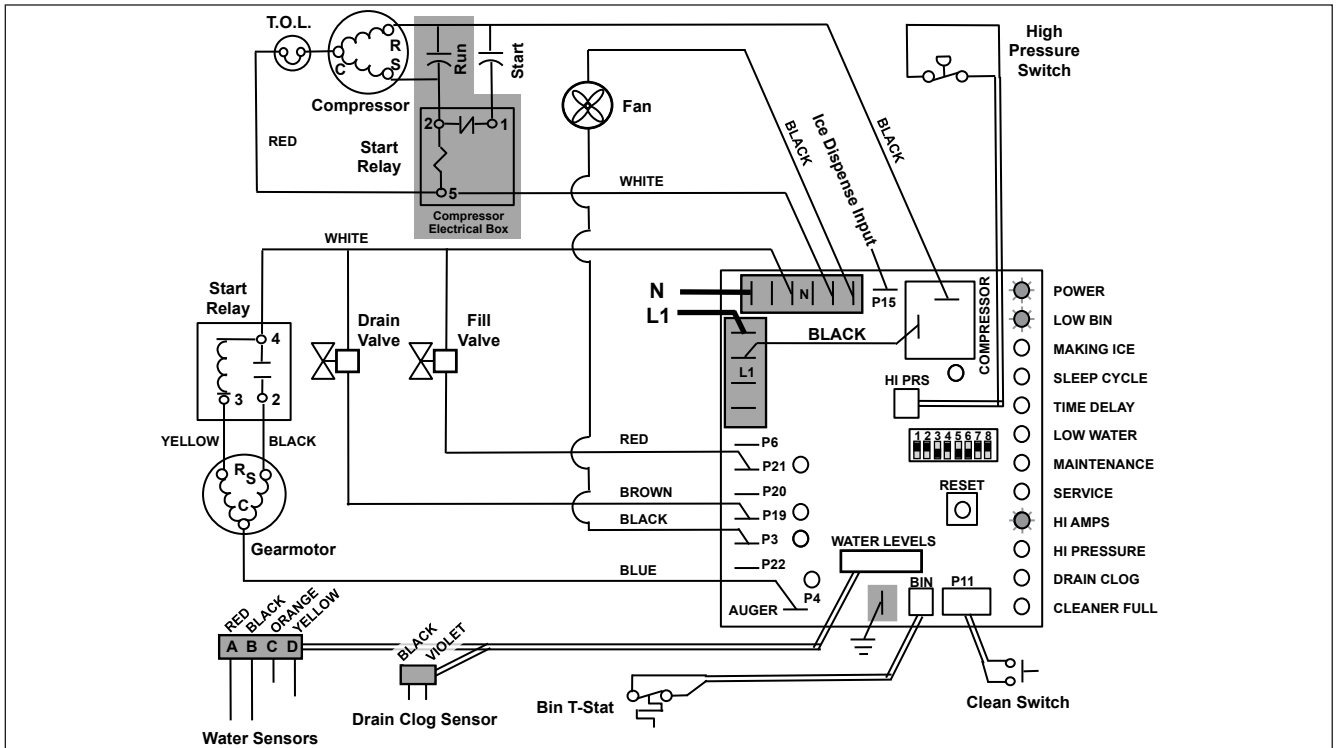 T.O.L.
R
S
C
Compressor
Run
Start
2
1
Start
Relay
5
Compressor
Electrical Box
RED
WHITE
Fan
BLACK
Ice Dispense Input
BLACK
High
Pressure
Switch
WHITE
Start
Relay
4
3
2
YELLOW
BLACK
R
S
C
Gearmotor
Drain
Valve
Fill
Valve
N
L1
N
P15
BLACK
L1
COMPRESSOR
HI PRS
1 2 3 4 5 6 7 8
RESET
RED
P6
P21
P20
BROWN
P19
BLACK
P3
P22
BLUE
P4
AUGER
WATER LEVELS
BIN
P11
POWER
LOW BIN
MAKING ICE
SLEEP CYCLE
TIME DELAY
LOW WATER
MAINTENANCE
SERVICE
HI AMPS
HI PRESSURE
DRAIN CLOG
CLEANER FULL
RED
BLACK
ORANGE
YELLOW
A B C D
Water Sensors
BLACK
VIOLET
Drain Clog Sensor
Bin T-Stat
Clean Switch